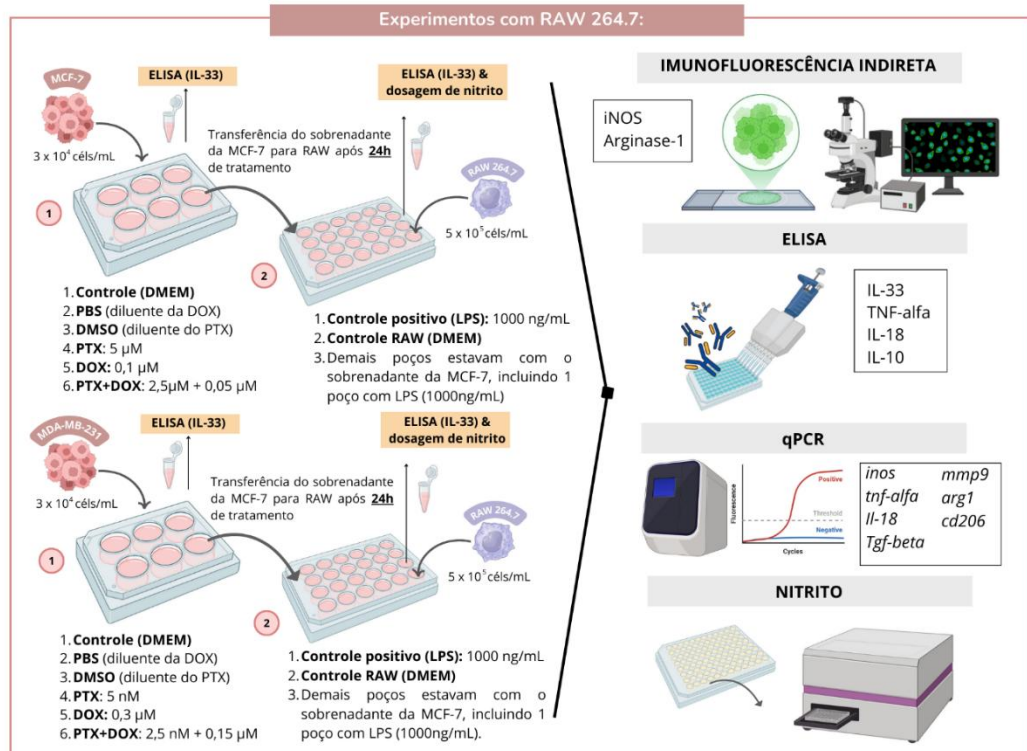 Experimentos com RAW 264.7:
MCF-7
3 x 10⁴ céls/mL
ELISA (IL-33)
ELISA (IL-33) &
dosagem de nitrito
Transferência do sobrenadante
da MCF-7 para RAW após 24h
de tratamento
RAW 264.7
5 x 10⁵ céls/mL
1
2
1. Controle (DMEM)
2. PBS (diluente da DOX)
3. DMSO (diluente do PTX)
4. PTX: 5 µM
5. DOX: 0,1 µM
6. PTX+DOX: 2,5µM + 0,05 µM
1. Controle positivo (LPS): 1000 ng/mL
2. Controle RAW (DMEM)
3. Demais poços estavam com o
sobrenadante da MCF-7, incluindo 1
poço com LPS (1000ng/mL)
MDA-MB-231
3 x 10⁴ céls/mL
ELISA (IL-33)
ELISA (IL-33) &
dosagem de nitrito
Transferência do sobrenadante
da MCF-7 para RAW após 24h
de tratamento
RAW 264.7
5 x 10⁵ céls/mL
1
2
1. Controle (DMEM)
2. PBS (diluente da DOX)
3. DMSO (diluente do PTX)
4. PTX: 5 nM
5. DOX: 0,3 µM
6. PTX+DOX: 2,5 nM + 0,15 µM
1. Controle positivo (LPS): 1000 ng/mL
2. Controle RAW (DMEM)
3. Demais poços estavam com o
sobrenadante da MCF-7, incluindo 1
poço com LPS (1000ng/mL).
IMUNOFLUORESCÊNCIA INDIRETA
iNOS
Arginase-1
ELISA
IL-33
TNF-alfa
IL-18
IL-10
qPCR
Fluorescence
Positive
Threshold
Negative
Cycles
inos mmp9
tnf-alfa arg1
Il-18 cd206
Tgf-beta
NITRITO